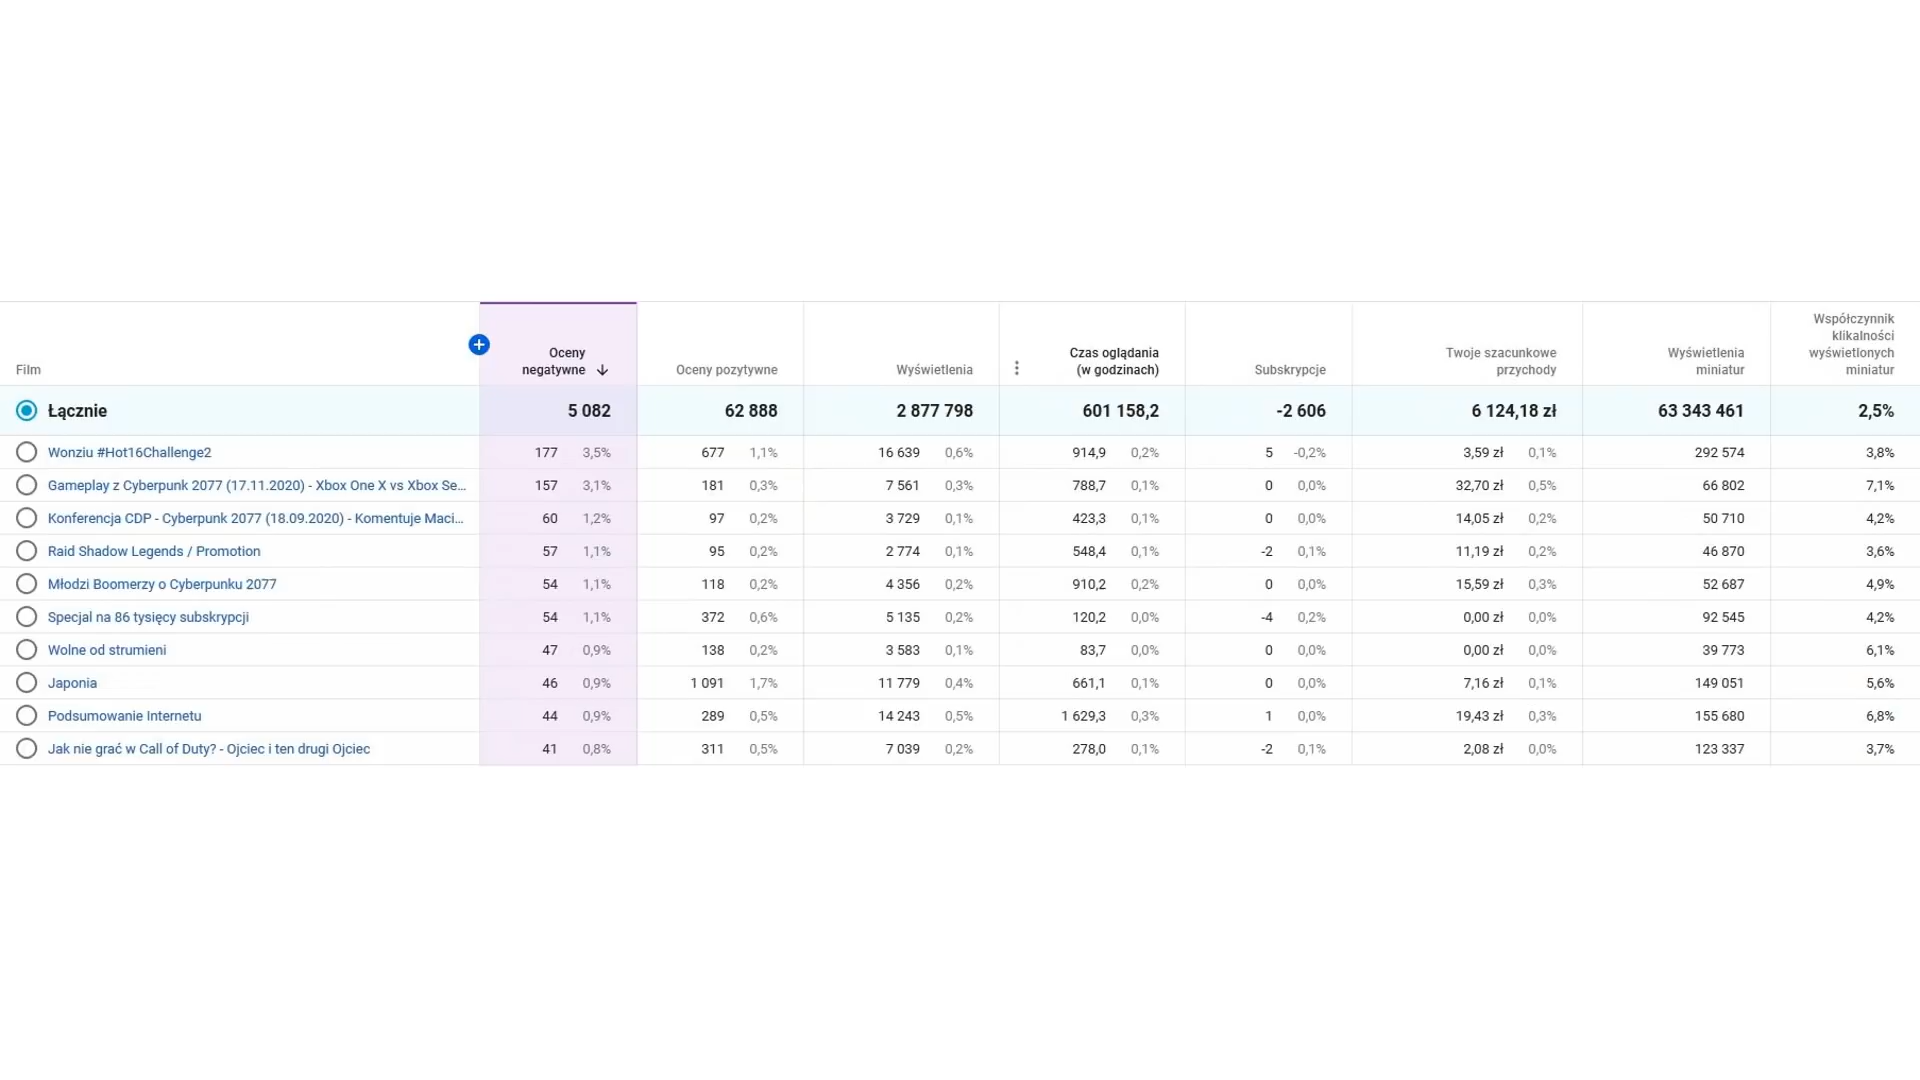 Film
Oceny negatywne
Oceny pozytywne
Wyświetlenia
Czas oglądania (w godzinach)
Subskrypcje
Twoje szacunkowe przychody
Wyświetlenia miniatur
Współczynnik klikalności wyświetlonych miniatur
Łącznie 5 082 62 888 2 877 798 601 158,2 -2 606 6 124,18 zł 63 343 461 2,5%
Wonziu #Hot16Challenge2 177 3,5% 677 1,1% 16 639 0,6% 914,9 0,2% 5 -0,2% 3,59 zł 0,1% 292 574 3,8%
Gameplay z Cyberpunk 2077 (17.11.2020) - Xbox One X vs Xbox Se... 157 3,1% 181 0,3% 7 561 0,3% 788,7 0,1% 0 0,0% 32,70 zł 0,5% 66 802 7,1%
Konferencja CDP - Cyberpunk 2077 (18.09.2020) - Komentuje Maci... 60 1,2% 97 0,2% 3 729 0,1% 423,3 0,1% 0 0,0% 14,05 zł 0,2% 50 710 4,2%
Raid Shadow Legends / Promotion 57 1,1% 95 0,2% 2 774 0,1% 548,4 0,1% -2 0,1% 11,19 zł 0,2% 46 870 3,6%
Młodzi Boomerzy o Cyberpunku 2077 54 1,1% 118 0,2% 4 356 0,2% 910,2 0,2% 0 0,0% 15,59 zł 0,3% 52 687 4,9%
Specjal na 86 tysięcy subskrypcji 54 1,1% 372 0,6% 5 135 0,2% 120,2 0,0% -4 0,2% 0,00 zł 0,0% 92 545 4,2%
Wolne od strumieni 47 0,9% 138 0,2% 3 583 0,1% 83,7 0,0% 0 0,0% 0,00 zł 0,0% 39 773 6,1%
Japonia 46 0,9% 1 091 1,7% 11 779 0,4% 661,1 0,1% 0 0,0% 7,16 zł 0,1% 149 051 5,6%
Podsumowanie Internetu 44 0,9% 289 0,5% 14 243 0,5% 1 629,3 0,3% 1 0,0% 19,43 zł 0,3% 155 680 6,8%
Jak nie grać w Call of Duty? - Ojciec i ten drugi Ojciec 41 0,8% 311 0,5% 7 039 0,2% 278,0 0,1% -2 0,1% 2,08 zł 0,0% 123 337 3,7%